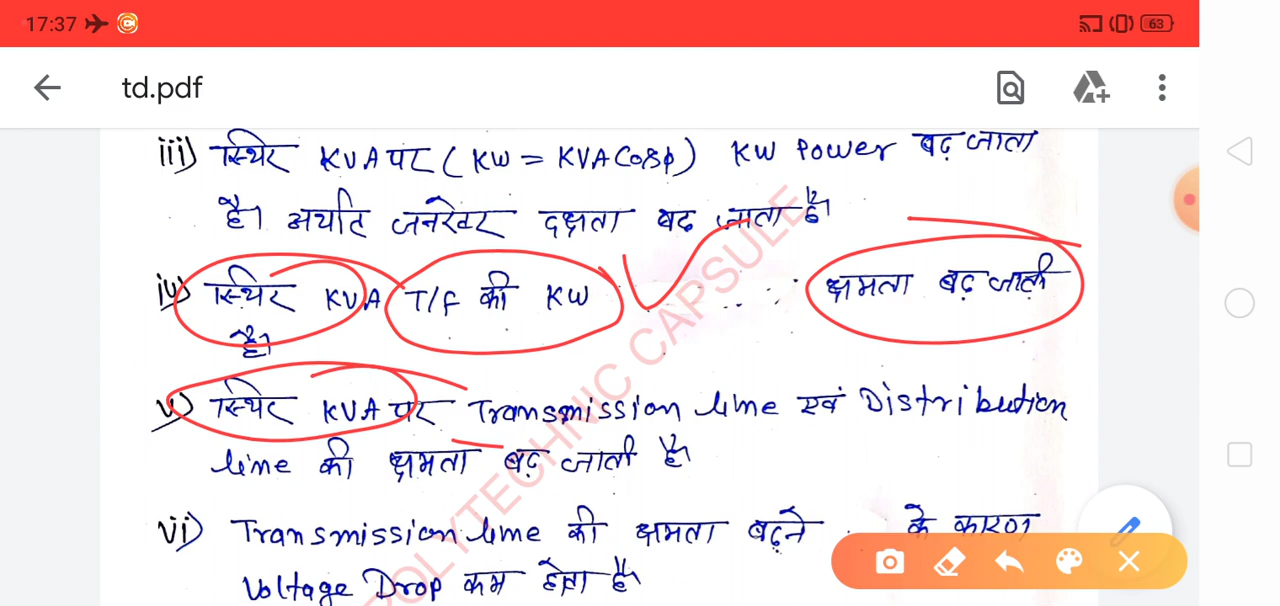 17:37
63
td.pdf
iii) स्थिर KVA पर ( KW = KVA Cosφ ) KW Power बढ़ जाता
है। अर्थात जनरेटर दक्षता बढ़ जाता है।
iv) स्थिर KVA T/F की KW क्षमता बढ़ जाती
है।
v) स्थिर KVA पर Transmission line एवं Distribution
line की क्षमता बढ़ जाती है।
vi) Transmission line की क्षमता बढ़ने के कारण
Voltage Drop कम होता है।
POLYTECHNIC CAPSULE